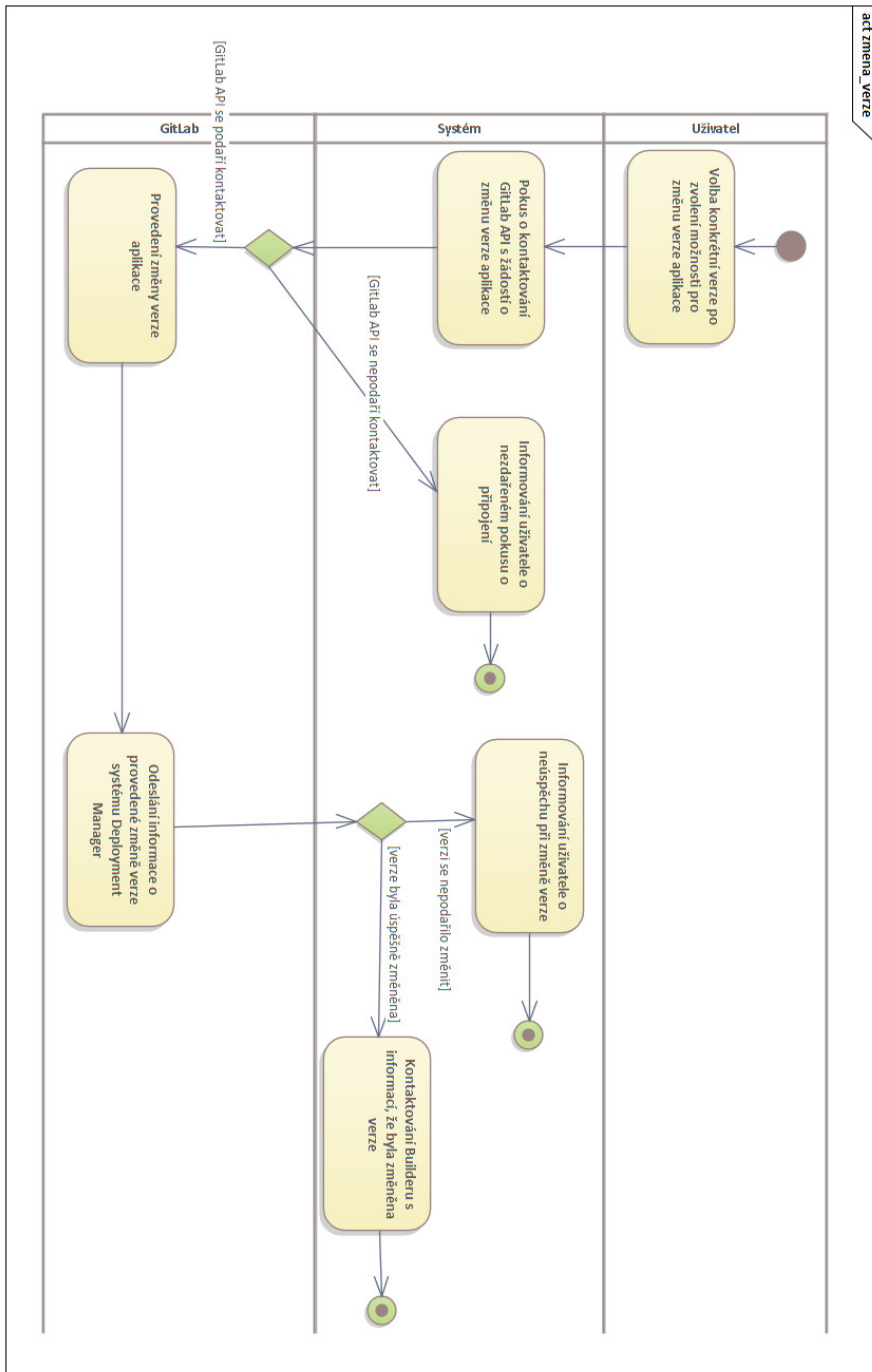 act zmena_verze
Uživatel
Systém
GitLab
Volba konkrétní verze po
zvolení možnosti pro
změnu verze aplikace
Pokus o kontaktování
GitLab API s žádostí o
změnu verze aplikace
[GitLab API se podaří kontaktovat]
Provedení změny verze
aplikace
[GitLab API se nepodaří kontaktovat]
Informování uživatele o
nezdařeném pokusu o
připojení
Odeslání informace o
provedené změně verze
systému Deployment
Manager
Informování uživatele o
neúspěchu při změně verze
[verzi se nepodařilo změnit]
[verze byla úspěšně změněna]
Kontaktování Builderu s
informací, že byla změněna
verze